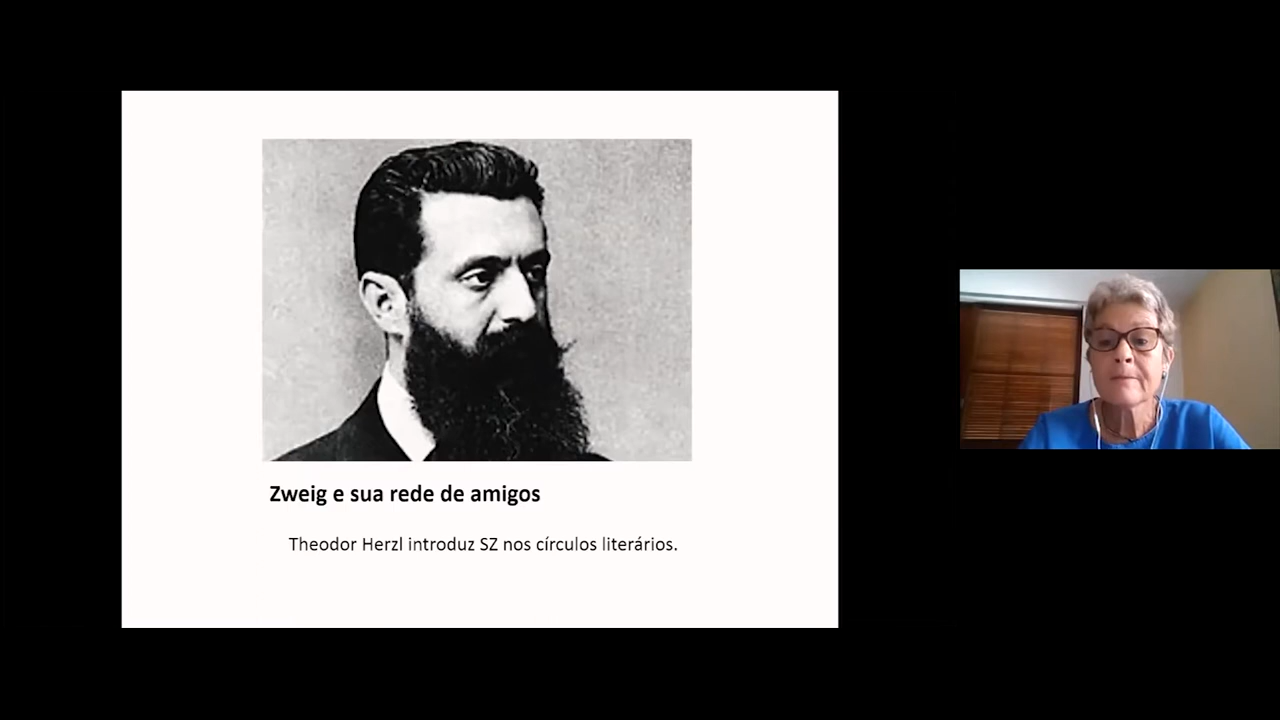 Zweig e sua rede de amigos
Theodor Herzl introduz SZ nos círculos literários.